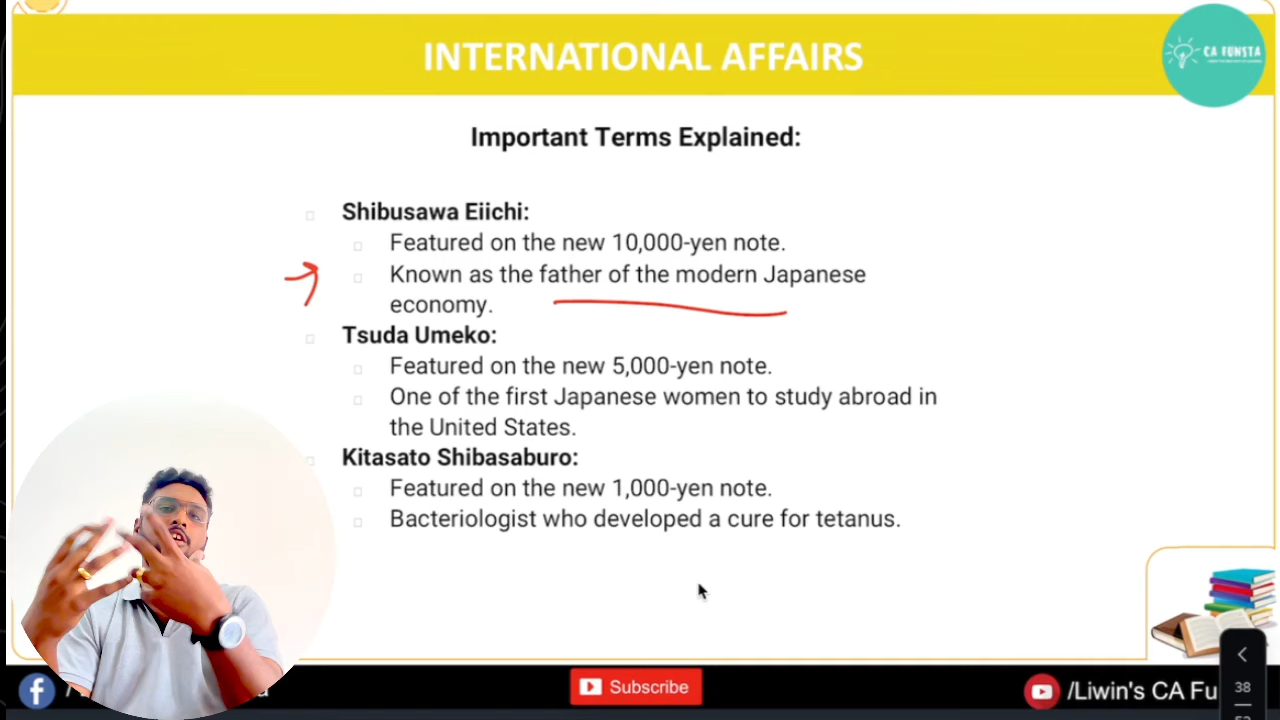 INTERNATIONAL AFFAIRS
CA FUNSTA
Important Terms Explained:
Shibusawa Eiichi:
Featured on the new 10,000-yen note.
Known as the father of the modern Japanese
economy.
Tsuda Umeko:
Featured on the new 5,000-yen note.
One of the first Japanese women to study abroad in
the United States.
Kitasato Shibasaburo:
Featured on the new 1,000-yen note.
Bacteriologist who developed a cure for tetanus.
Subscribe
/Liwin's CA Fu
38